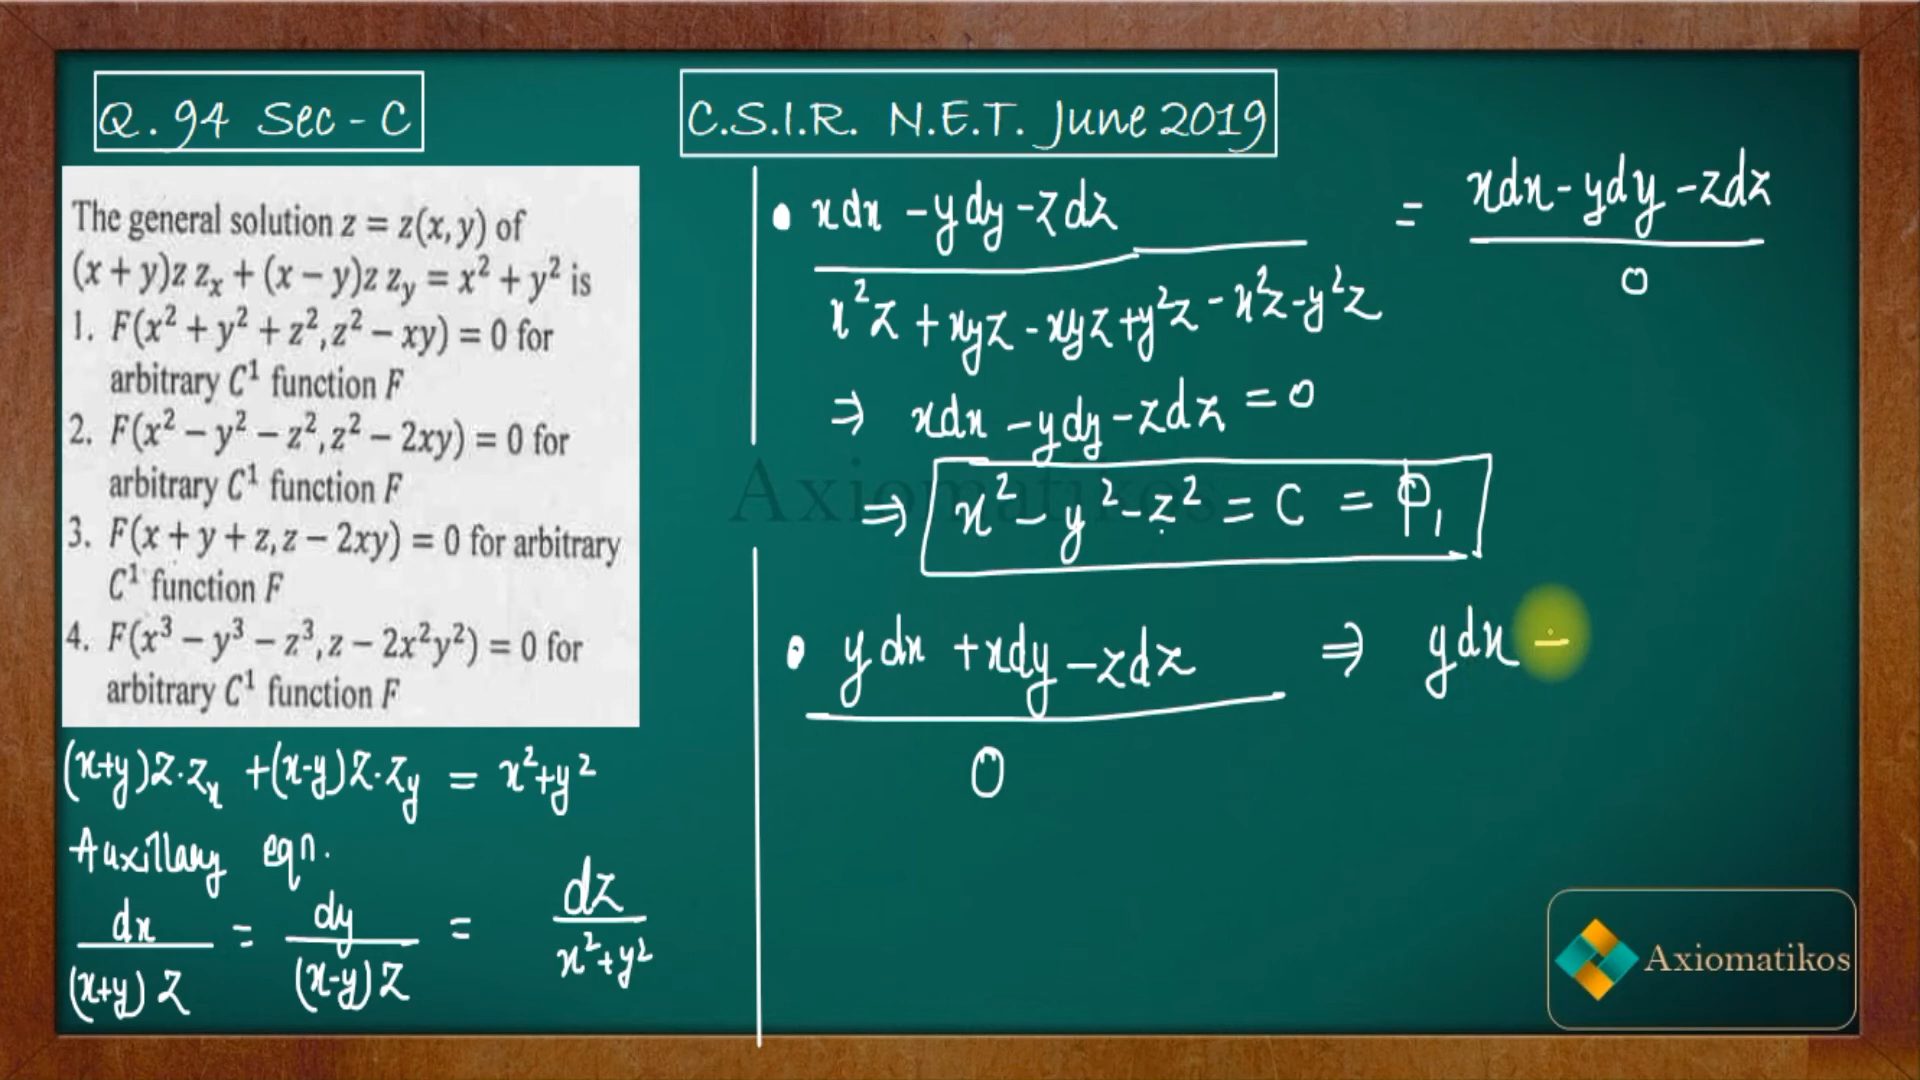 Q. 94 Sec - C
C.S.I.R. N.E.T. June 2019
The general solution z = z(x, y) of
(x + y)z zₓ + (x − y)z z_y = x² + y² is
1. F(x² + y² + z², z² − xy) = 0 for
arbitrary C¹ function F
2. F(x² − y² − z², z² − 2xy) = 0 for
arbitrary C¹ function F
3. F(x + y + z, z − 2xy) = 0 for arbitrary
C¹ function F
4. F(x³ − y³ − z³, z − 2x²y²) = 0 for
arbitrary C¹ function F
(x+y)z·zₓ + (x-y)z·z_y = x²+y²
Auxillary eqn.
dx/(x+y)z = dy/(x-y)z = dz/x²+y²
• xdx - ydy - zdz / x²z + xyz - xyz + y²z - x²z - y²z = xdx - ydy - zdz / 0
⇒ xdx - ydy - zdz = 0
⇒ x² - y² - z² = C = P₁
• ydx + xdy - zdz / 0 ⇒ ydx -
Axiomatikos
Axiomatikos